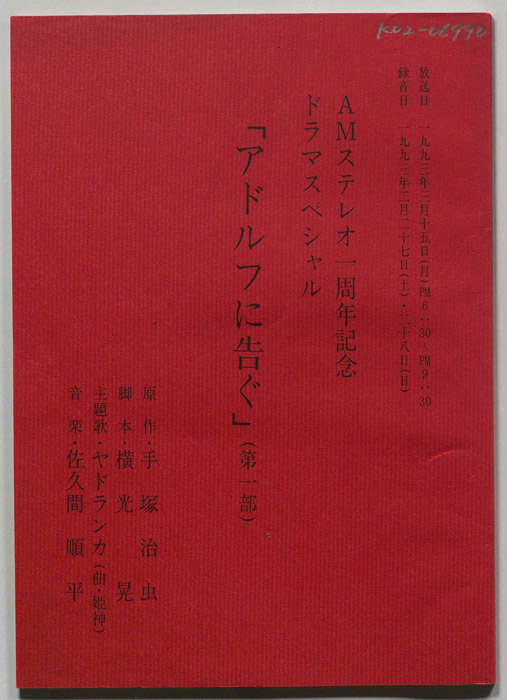 KC2-C6990
放送日　一九九三年三月十五日(月)PM6:30~PM9:30
録音日　一九九三年二月二十七日(土)・二十八日(日)
AMステレオ一周年記念
ドラマスペシャル
「アドルフに告ぐ」(第一部)
原作・手塚治虫
脚本・横光晃
主題歌・ヤドランカ(曲・姫神)
音楽・佐久間順平